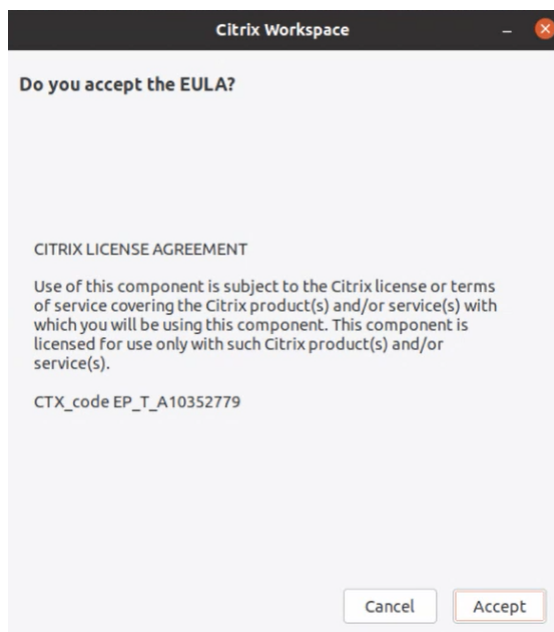 Citrix Workspace
Do you accept the EULA?
CITRIX LICENSE AGREEMENT
Use of this component is subject to the Citrix license or terms
of service covering the Citrix product(s) and/or service(s) with
which you will be using this component. This component is
licensed for use only with such Citrix product(s) and/or
service(s).
CTX_code EP_T_A10352779
Cancel Accept